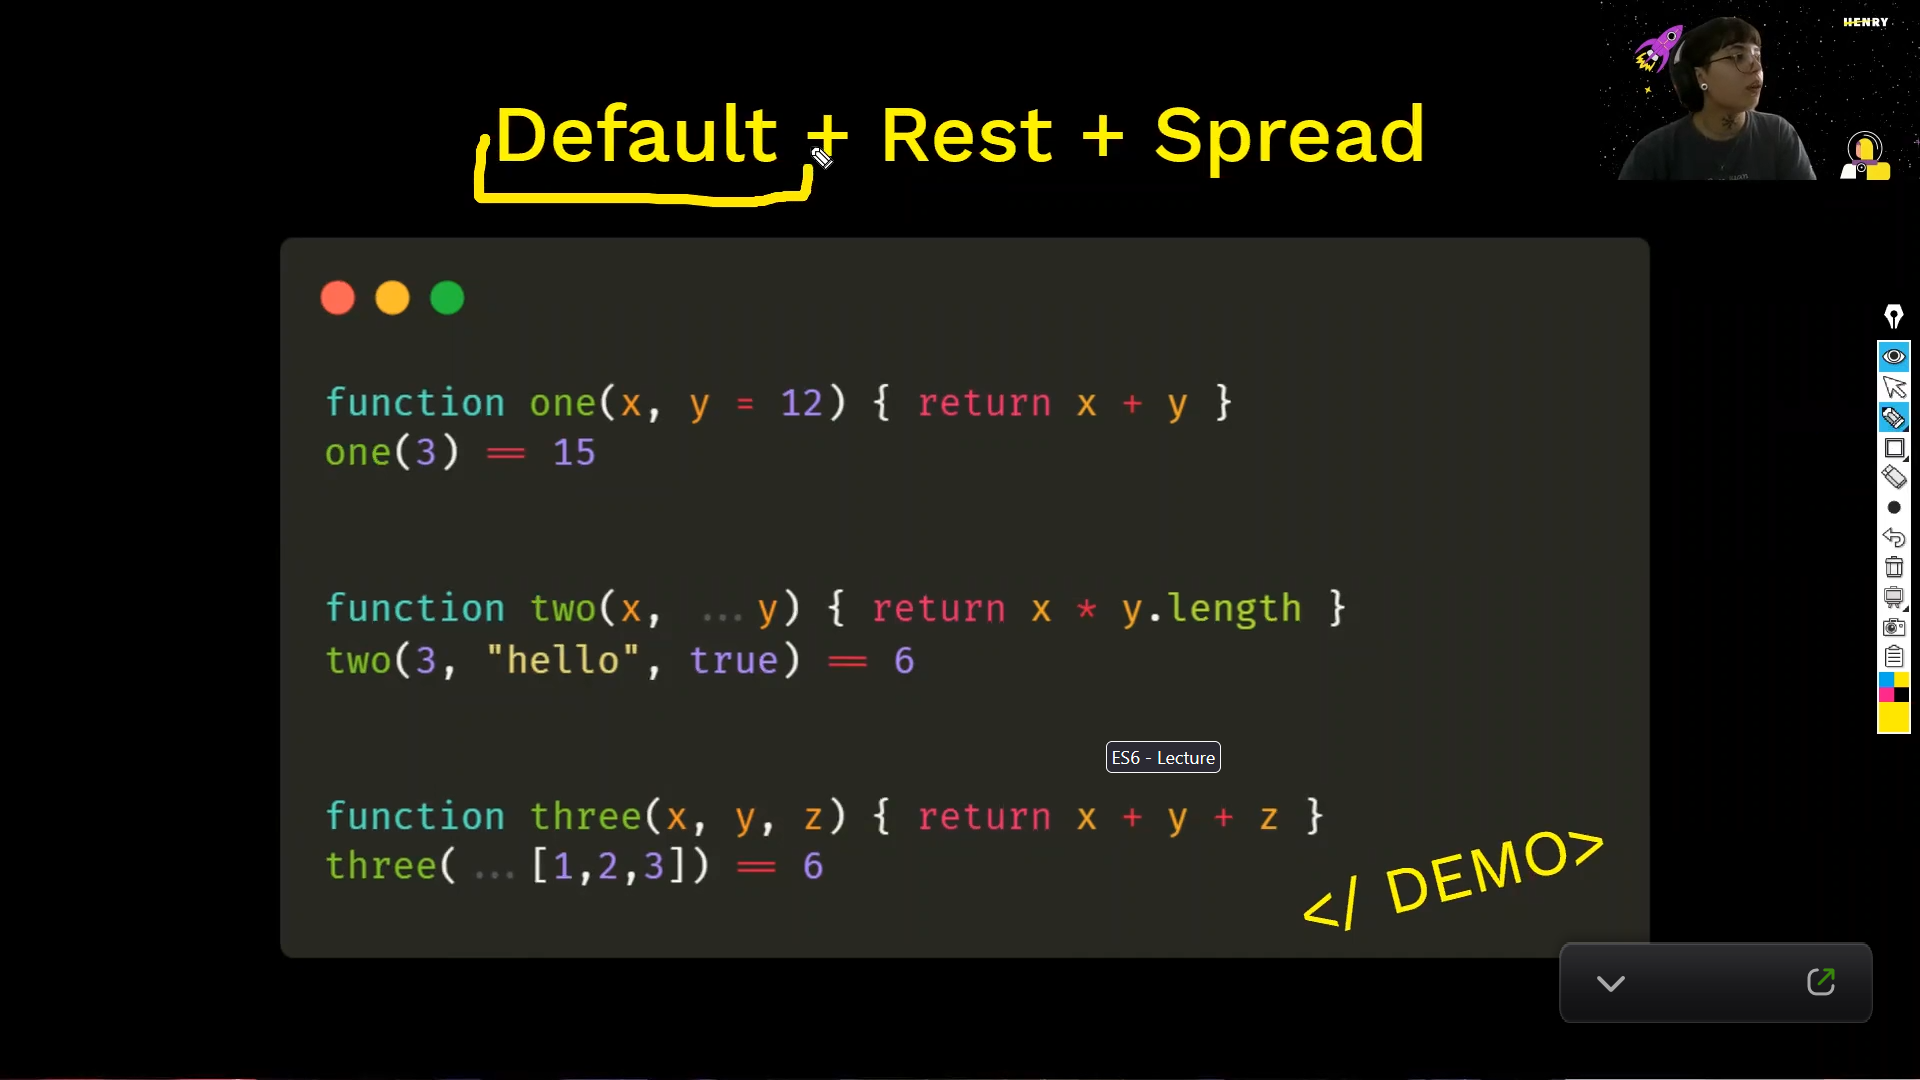 HENRY
Default + Rest + Spread
function one(x, y = 12) { return x + y }
one(3) == 15
function two(x, ...y) { return x * y.length }
two(3, "hello", true) == 6
ES6 - Lecture
function three(x, y, z) { return x + y + z }
three(...[1,2,3]) == 6
</ DEMO>